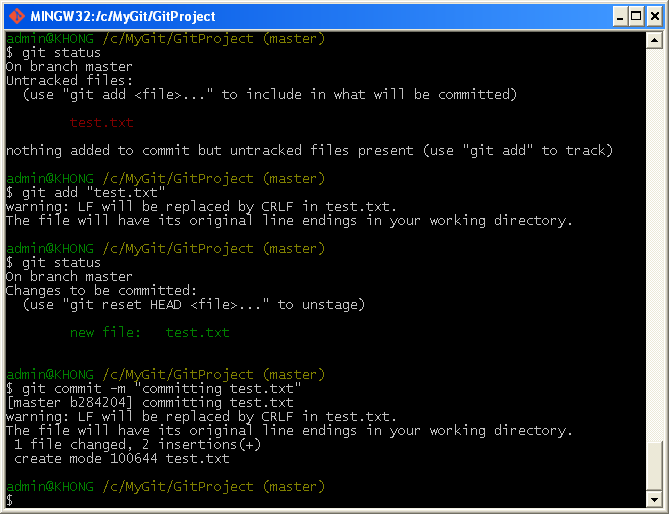 MINGW32:/c/MyGit/GitProject
admin@KHONG /c/MyGit/GitProject (master)
$ git status
On branch master
Untracked files:
  (use "git add <file>..." to include in what will be committed)

        test.txt

nothing added to commit but untracked files present (use "git add" to track)

admin@KHONG /c/MyGit/GitProject (master)
$ git add "test.txt"
warning: LF will be replaced by CRLF in test.txt.
The file will have its original line endings in your working directory.

admin@KHONG /c/MyGit/GitProject (master)
$ git status
On branch master
Changes to be committed:
  (use "git reset HEAD <file>..." to unstage)

        new file:   test.txt


admin@KHONG /c/MyGit/GitProject (master)
$ git commit -m "committing test.txt"
[master b284204] committing test.txt
warning: LF will be replaced by CRLF in test.txt.
The file will have its original line endings in your working directory.
 1 file changed, 2 insertions(+)
 create mode 100644 test.txt

admin@KHONG /c/MyGit/GitProject (master)
$